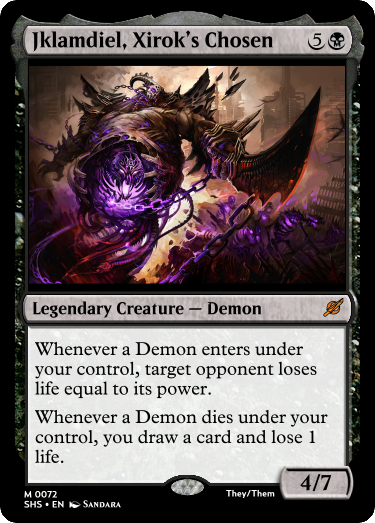 Jklamdiel, Xirok's Chosen 5
Legendary Creature — Demon
Whenever a Demon enters under
your control, target opponent loses
life equal to its power.
Whenever a Demon dies under your
control, you draw a card and lose 1
life.
4/7
M 0072 They/Them
SHS • EN Sandara